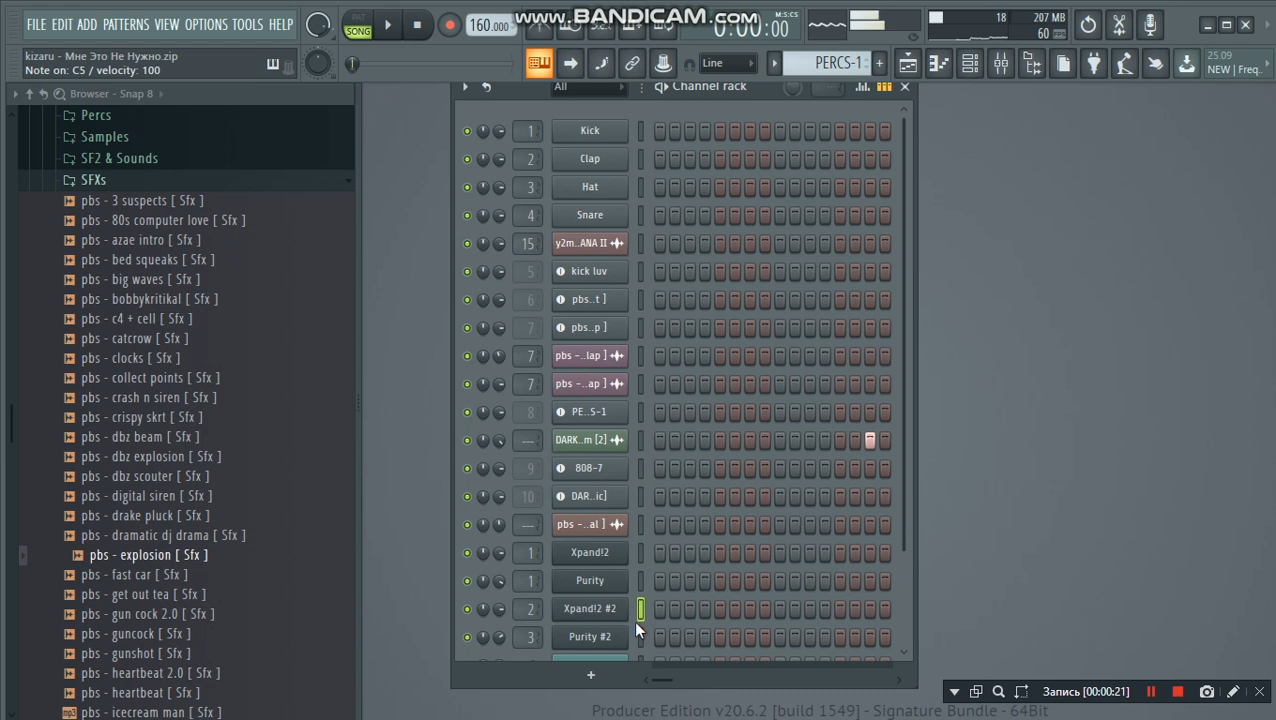 www.BANDICAM.com
FILE EDIT ADD PATTERNS VIEW OPTIONS TOOLS HELP
PAT
SONG
160.000
0:00:00
M:S:CS
18
207 MB
60
kizaru - Мне Это Не Нужно.zip
Note on: C5 / velocity: 100
Line
PERCS-1
25.09
NEW | Freq..
Browser - Snap 8
All
Channel rack
Percs
Samples
SF2 & Sounds
SFXs
pbs - 3 suspects [ Sfx ]
pbs - 80s computer love [ Sfx ]
pbs - azae intro [ Sfx ]
pbs - bed squeaks [ Sfx ]
pbs - big waves [ Sfx ]
pbs - bobbykritikal [ Sfx ]
pbs - c4 + cell [ Sfx ]
pbs - catcrow [ Sfx ]
pbs - clocks [ Sfx ]
pbs - collect points [ Sfx ]
pbs - crash n siren [ Sfx ]
pbs - crispy skrt [ Sfx ]
pbs - dbz beam [ Sfx ]
pbs - dbz explosion [ Sfx ]
pbs - dbz scouter [ Sfx ]
pbs - digital siren [ Sfx ]
pbs - drake pluck [ Sfx ]
pbs - dramatic dj drama [ Sfx ]
pbs - explosion [ Sfx ]
pbs - fast car [ Sfx ]
pbs - get out tea [ Sfx ]
pbs - gun cock 2.0 [ Sfx ]
pbs - guncock [ Sfx ]
pbs - gunshot [ Sfx ]
pbs - heartbeat 2.0 [ Sfx ]
pbs - heartbeat [ Sfx ]
pbs - icecream man [ Sfx ]
1 Kick
2 Clap
3 Hat
4 Snare
15 y2m..ANA II
5 kick luv
6 pbs..t ]
7 pbs..p ]
7 pbs -..lap ]
7 pbs -..ap ]
8 PE..S-1
--- DARK..m [2]
9 808-7
10 DAR..ic]
--- pbs -..al ]
1 Xpand!2
1 Purity
2 Xpand!2 #2
3 Purity #2
+
Запись [00:00:21]
Producer Edition v20.6.2 [build 1549] - Signature Bundle - 64Bit